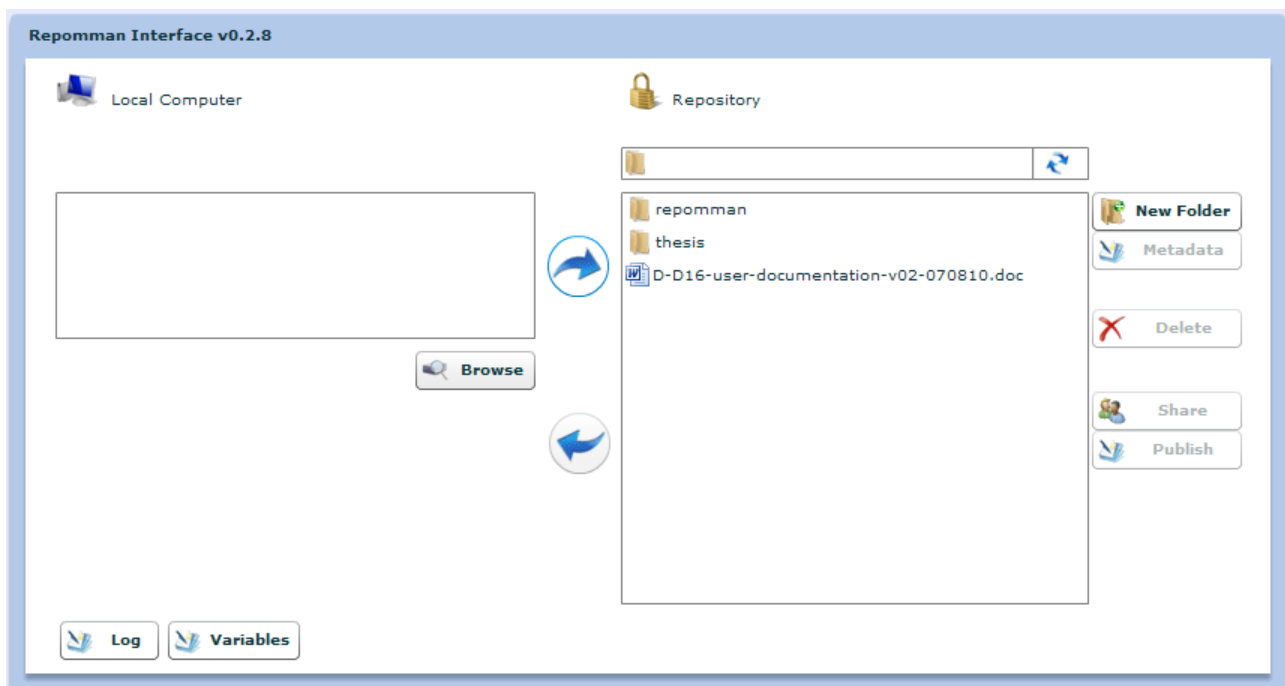 Repomman Interface v0.2.8
Local Computer
Repository
repomman
thesis
D-D16-user-documentation-v02-070810.doc
New Folder
Metadata
Delete
Browse
Share
Publish
Log
Variables